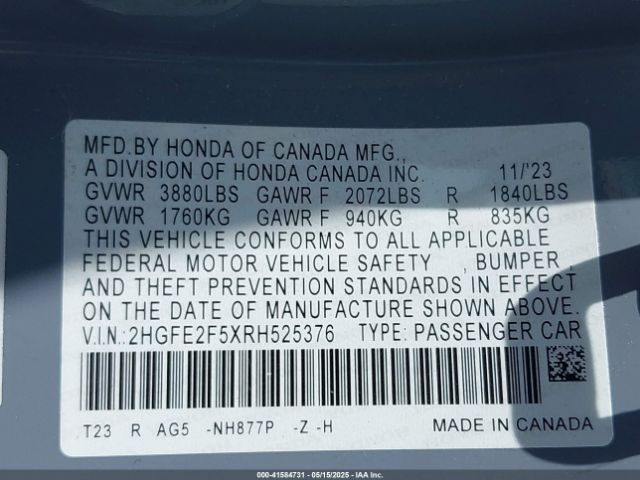 MFD.BY HONDA OF CANADA MFG.,
A DIVISION OF HONDA CANADA INC. 11/'23
GVWR 3880LBS GAWR F 2072LBS R 1840LBS
GVWR 1760KG GAWR F 940KG R 835KG
THIS VEHICLE CONFORMS TO ALL APPLICABLE
FEDERAL MOTOR VEHICLE SAFETY , BUMPER ,
AND THEFT PREVENTION STANDARDS IN EFFECT
ON THE DATE OF MANUFACTURE SHOWN ABOVE.
V.I.N.: 2HGFE2F5XRH525376 TYPE: PASSENGER CAR
T23 R AG5 -NH877P -Z -H MADE IN CANADA
000-41584731 - 05/15/2025 - IAA Inc.